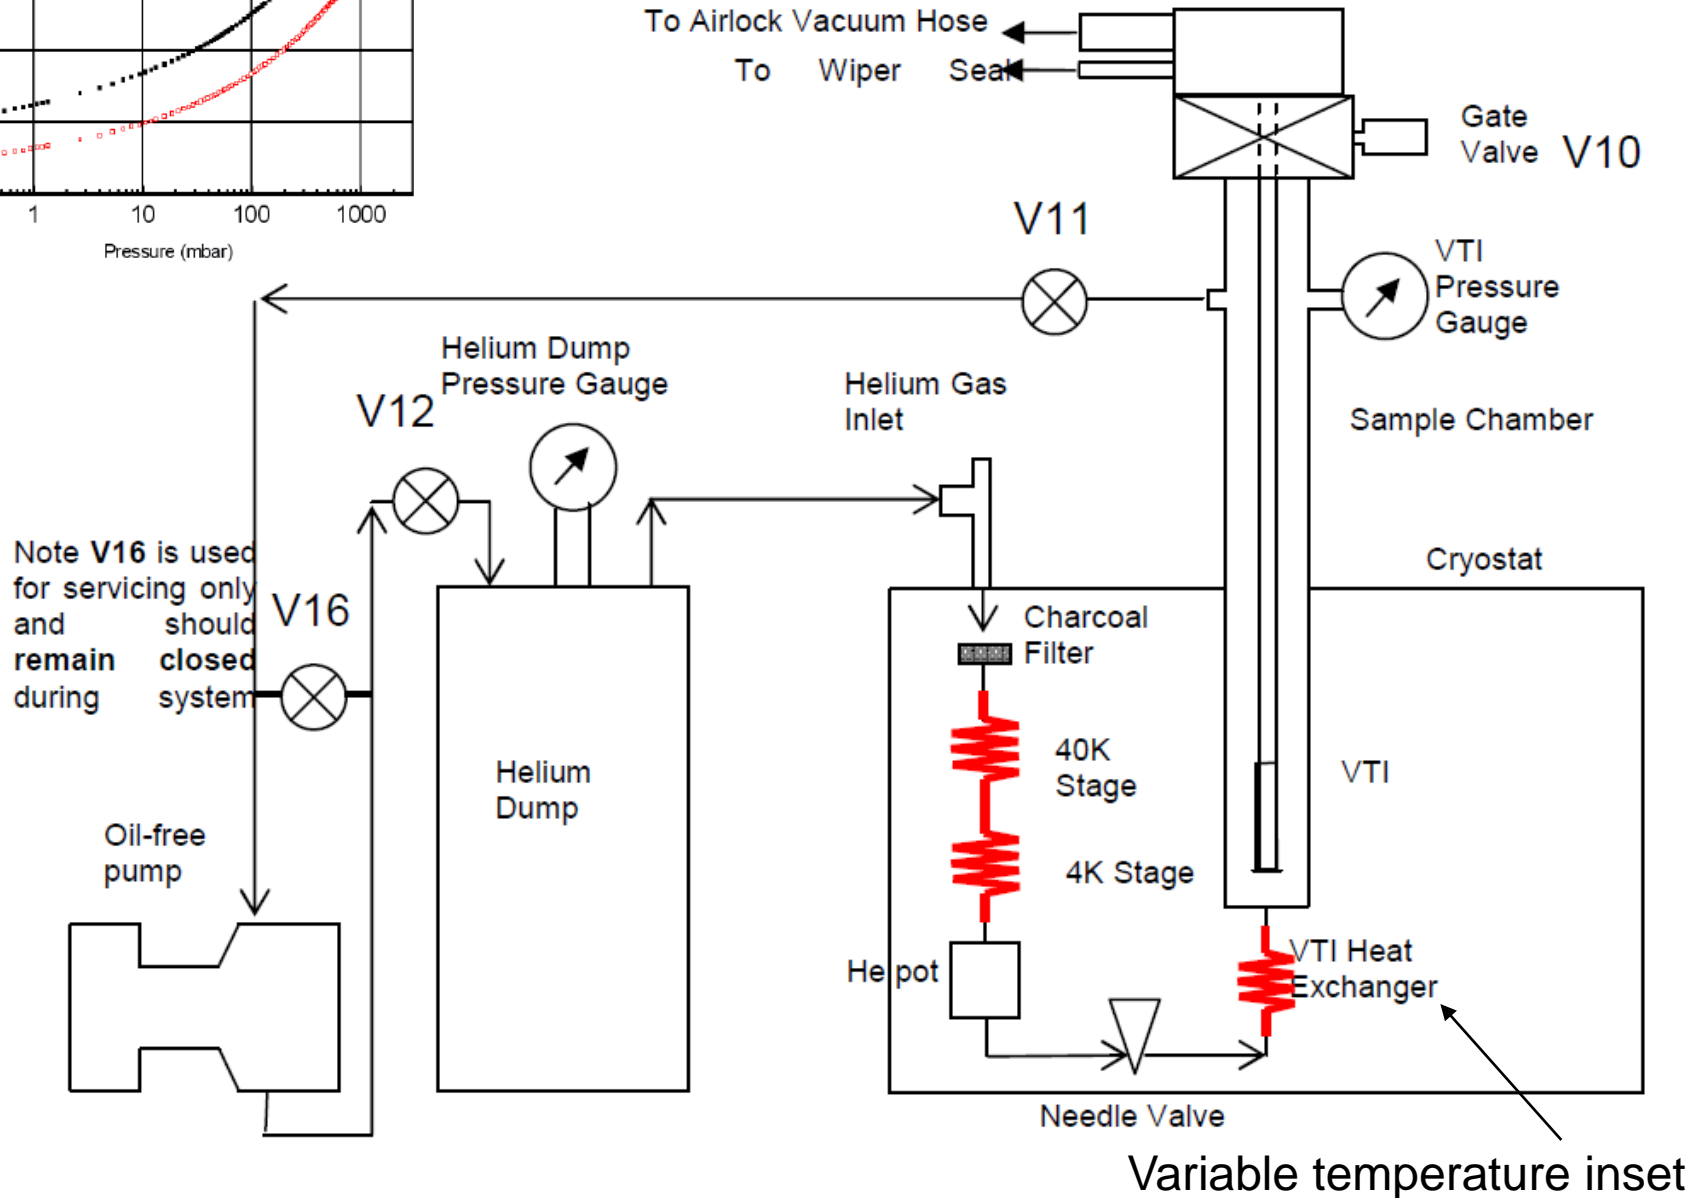 To Airlock Vacuum Hose
To Wiper Seal
Gate
Valve V10
1 10 100 1000
Pressure (mbar)
V11
VTI
Pressure
Gauge
Helium Dump
Pressure Gauge
V12
Helium Gas
Inlet
Sample Chamber
Note V16 is used
for servicing only
and should
remain closed
during system
V16
Cryostat
Charcoal
Filter
40K
Stage
Helium
Dump
VTI
Oil-free
pump
4K Stage
He pot
VTI Heat
Exchanger
Needle Valve
Variable temperature inset